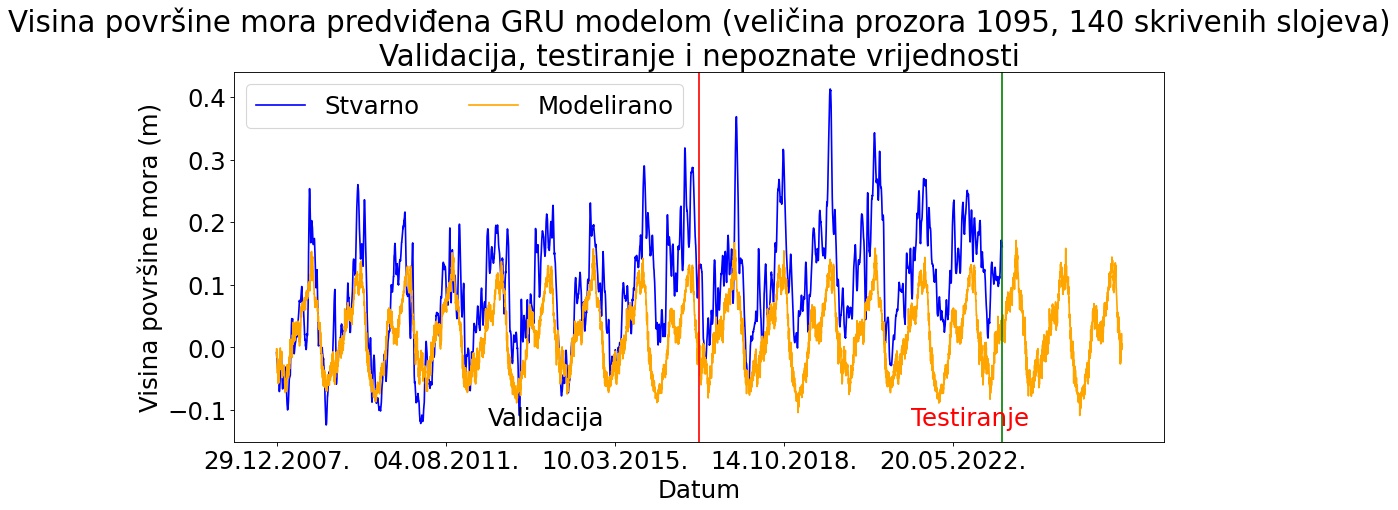 Visina površine mora predviđena GRU modelom (veličina prozora 1095, 140 skrivenih slojeva)
Validacija, testiranje i nepoznate vrijednosti
Stvarno Modelirano
Visina površine mora (m)
0.4
0.3
0.2
0.1
0.0
−0.1
Validacija
Testiranje
29.12.2007. 04.08.2011. 10.03.2015. 14.10.2018. 20.05.2022.
Datum